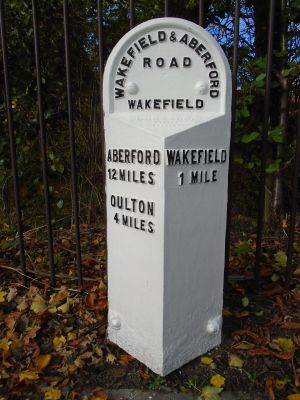 WAKEFIELD & ABERFORD
ROAD
WAKEFIELD
ABERFORD
12 MILES
OULTON
4 MILES
WAKEFIELD
1 MILE